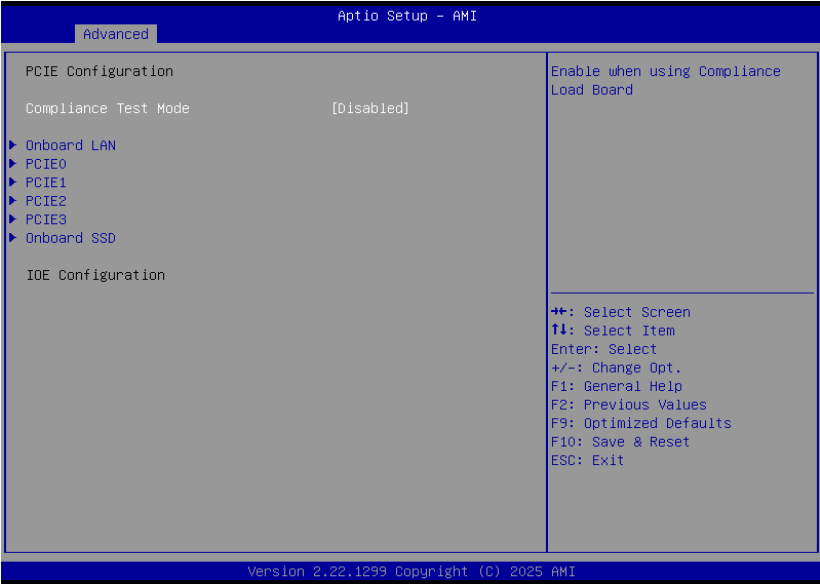 Aptio Setup – AMI
Advanced
PCIE Configuration
Compliance Test Mode [Disabled]
Onboard LAN
PCIE0
PCIE1
PCIE2
PCIE3
Onboard SSD
IOE Configuration
Enable when using Compliance
Load Board
→←: Select Screen
↑↓: Select Item
Enter: Select
+/-: Change Opt.
F1: General Help
F2: Previous Values
F9: Optimized Defaults
F10: Save & Reset
ESC: Exit
Version 2.22.1299 Copyright (C) 2025 AMI